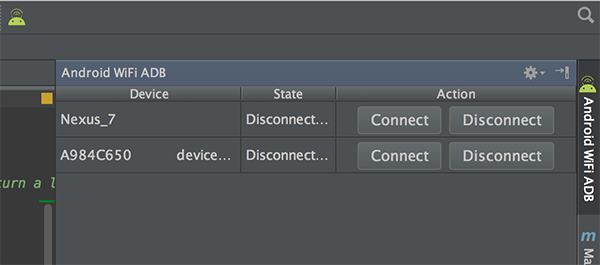 Android WiFi ADB
Device State Action
Nexus_7 Disconnect... Connect Disconnect
A984C650 device... Disconnect... Connect Disconnect
turn a l
Android WiFi ADB
m
Ma